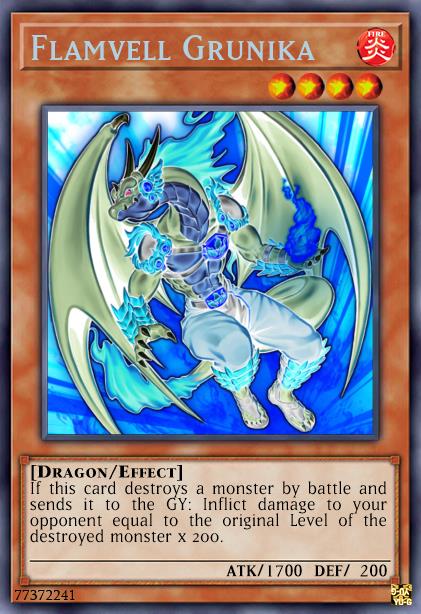 FLAMVELL GRUNIKA
FIRE
炎
[DRAGON/EFFECT]
If this card destroys a monster by battle and
sends it to the GY: Inflict damage to your
opponent equal to the original Level of the
destroyed monster x 200.
ATK/1700 DEF/ 200
77372241